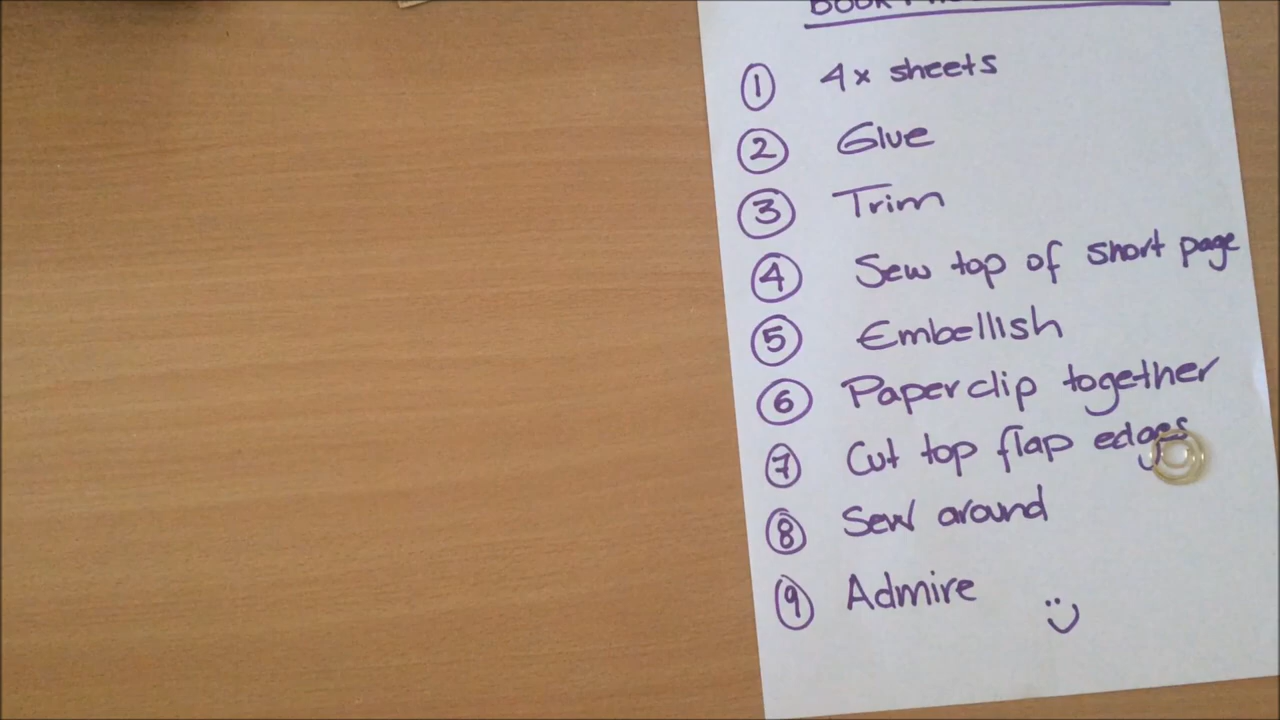 BOOK
① 4x sheets
② Glue
③ Trim
④ Sew top of short page
⑤ Embellish
⑥ Paperclip together
⑦ Cut top flap edges
⑧ Sew around
⑨ Admire